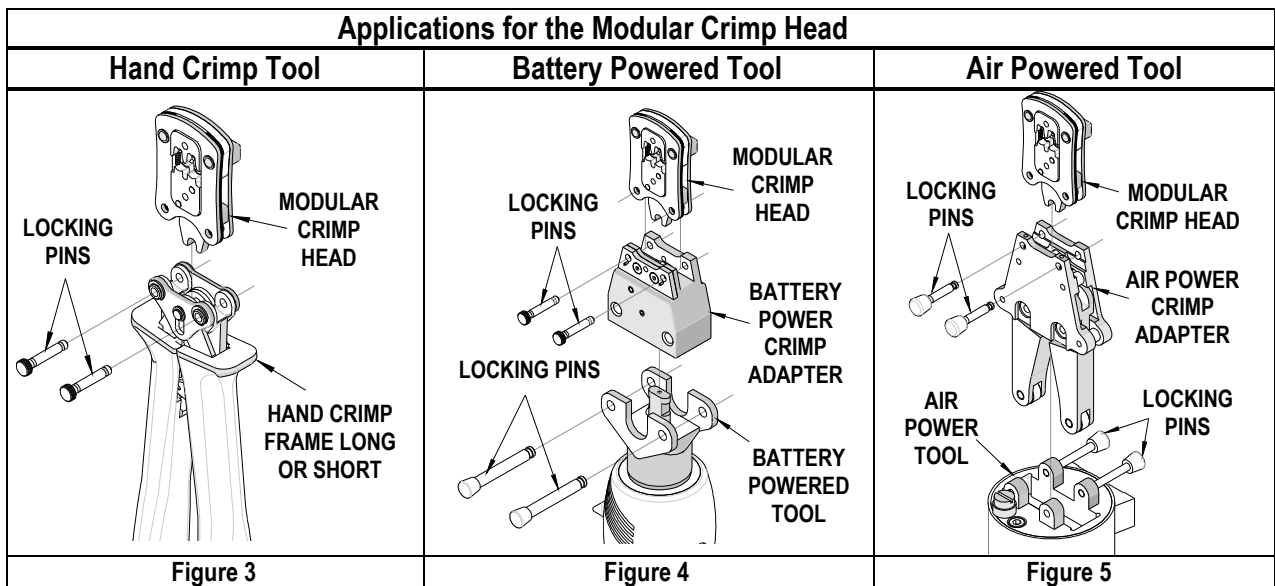 Applications for the Modular Crimp Head
Hand Crimp Tool
Battery Powered Tool
Air Powered Tool
MODULAR
CRIMP
HEAD
LOCKING
PINS
HAND CRIMP
FRAME LONG
OR SHORT
MODULAR
CRIMP
HEAD
LOCKING
PINS
BATTERY
POWER
CRIMP
ADAPTER
LOCKING PINS
BATTERY
POWERED
TOOL
LOCKING
PINS
MODULAR
CRIMP HEAD
AIR POWER
CRIMP
ADAPTER
AIR
POWER
TOOL
LOCKING
PINS
Figure 3
Figure 4
Figure 5